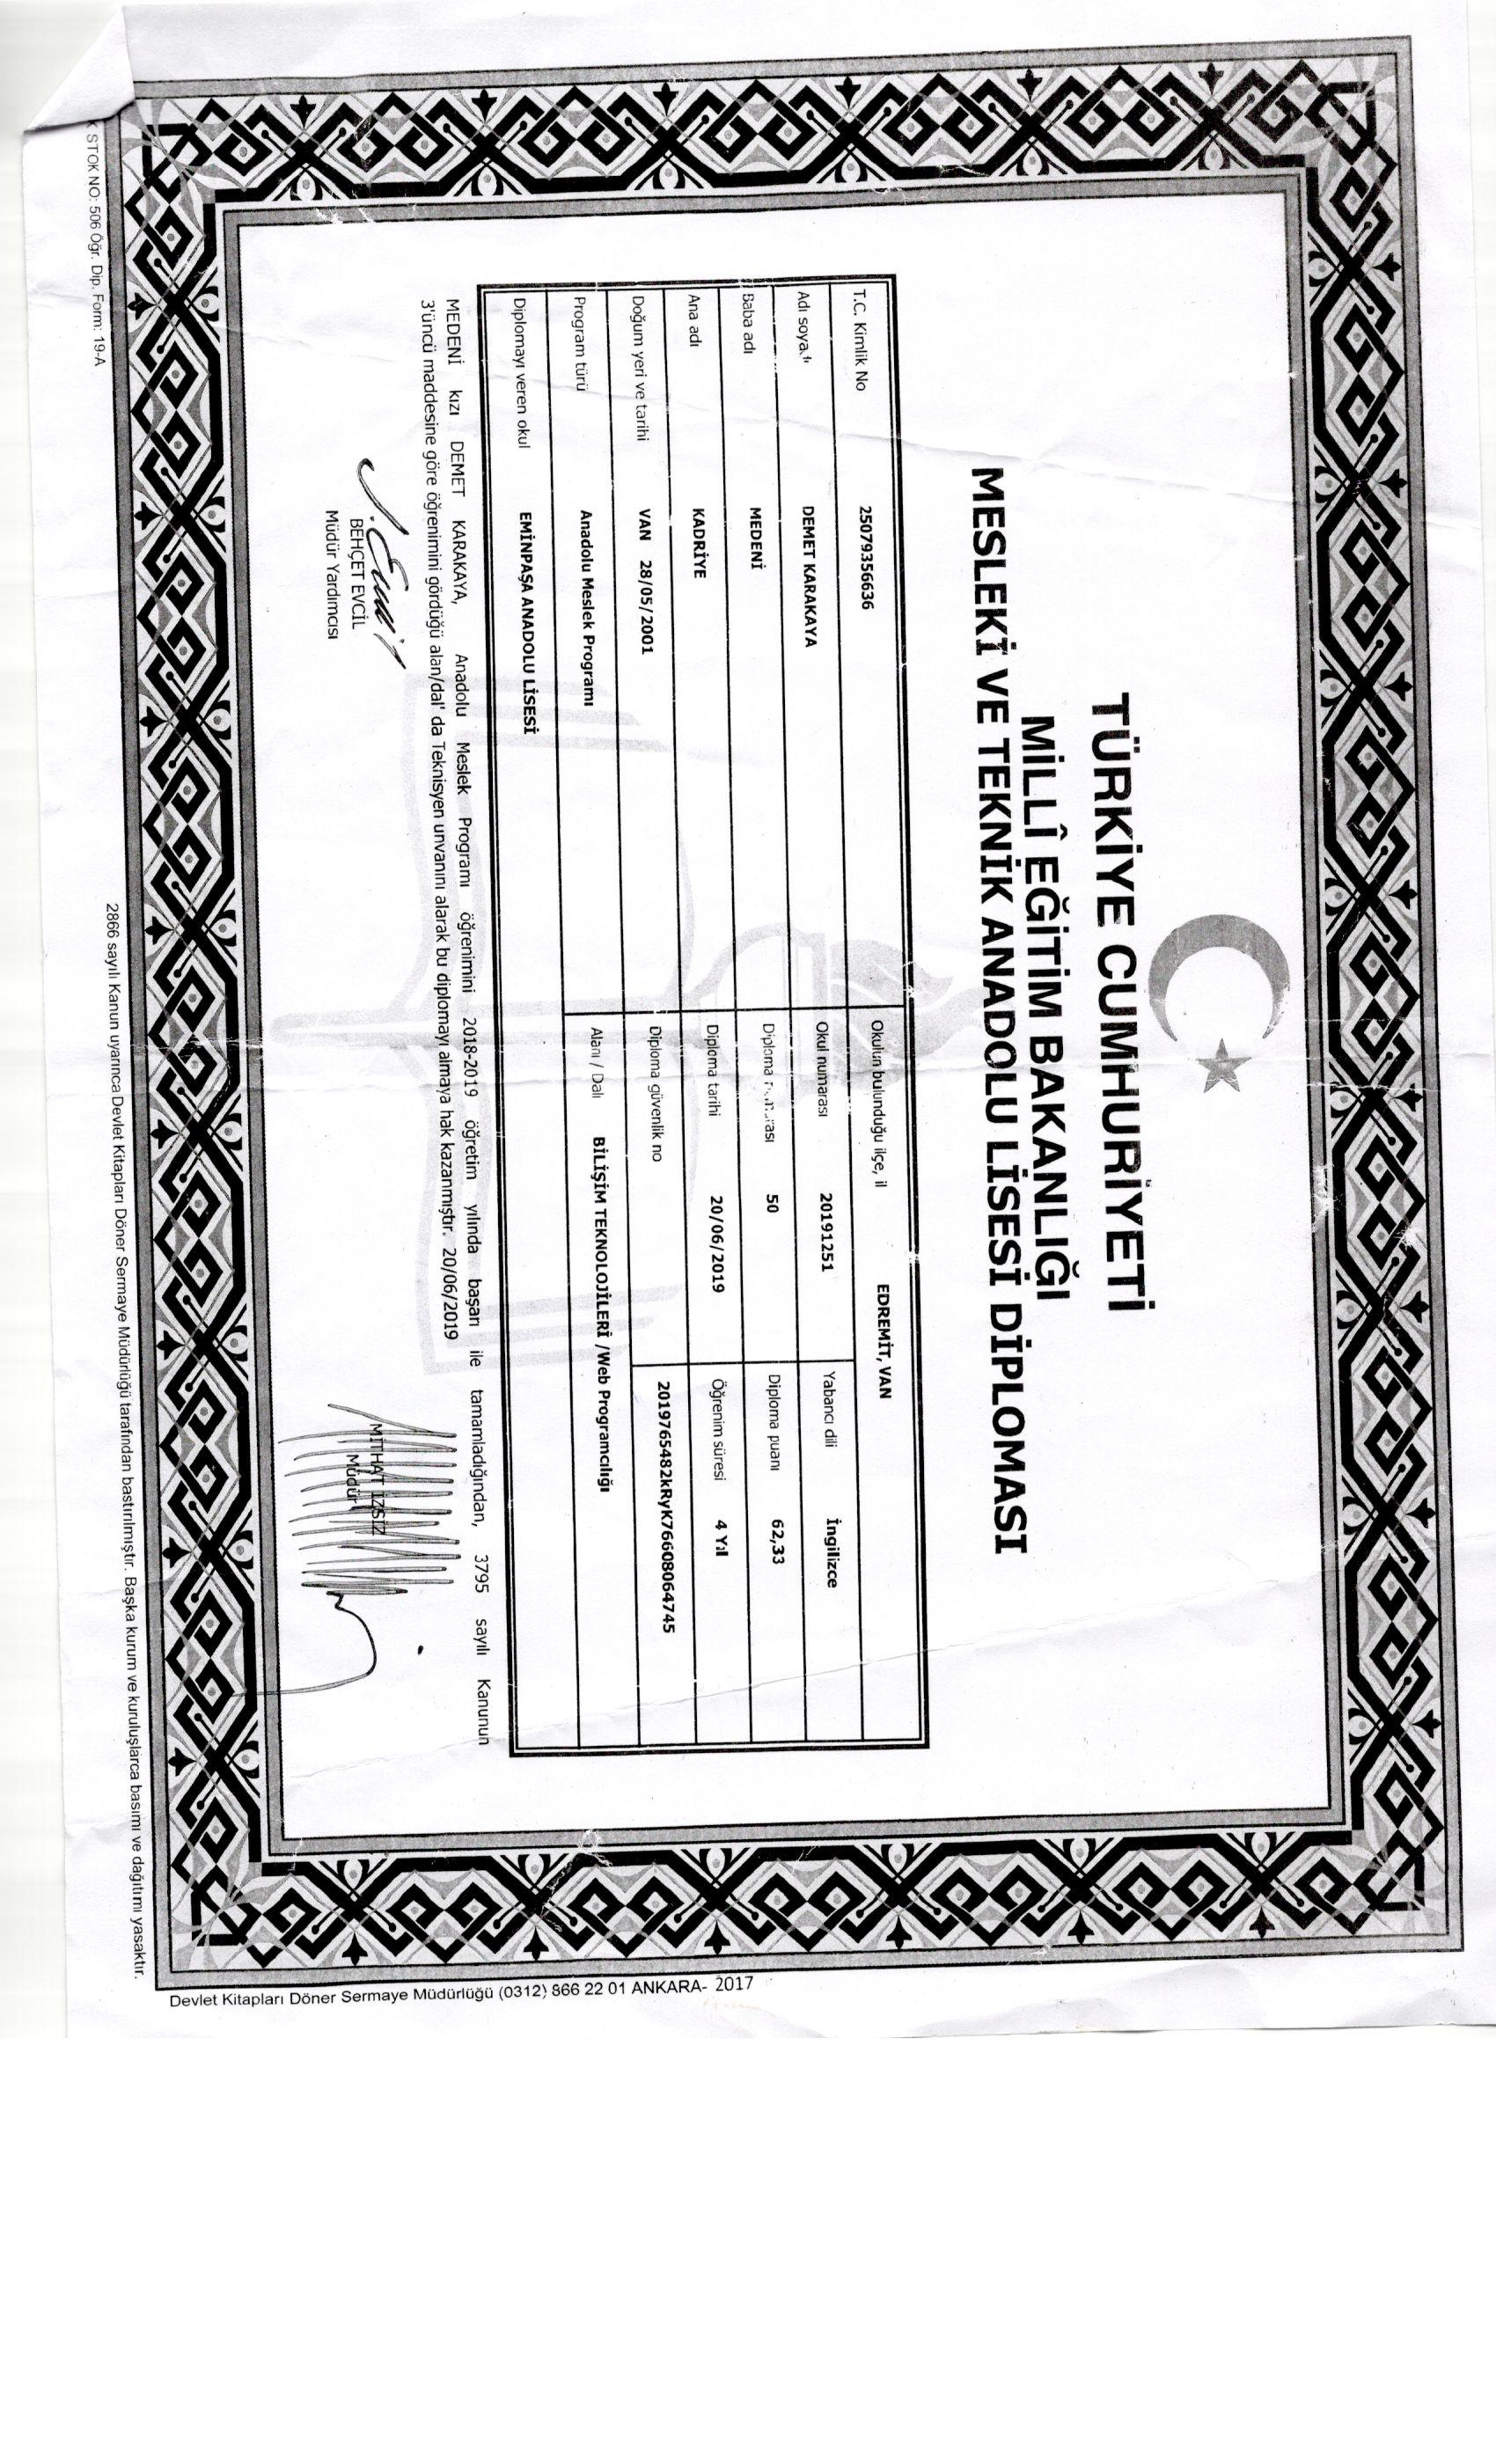 TÜRKİYE CUMHURİYETİ
MİLLÎ EĞİTİM BAKANLIĞI
MESLEKİ VE TEKNİK ANADOLU LİSESİ DİPLOMASI
T.C. Kimlik No 25079356636 Okulun bulunduğu ilçe, il EDREMİT, VAN
Adı soyadı DEMET KARAKAYA Okul numarası 20191251 Yabancı dili İngilizce
Baba adı MEDENİ Diploma numarası 50 Diploma puanı 62,33
Ana adı KADRİYE Diploma tarihi 20/06/2019 Öğrenim süresi 4 Yıl
Doğum yeri ve tarihi VAN 28/05/2001 Diploma güvenlik no 2019765482kRyK76608064745
Program türü Anadolu Meslek Programı Alanı / Dalı BİLİŞİM TEKNOLOJİLERİ /Web Programcılığı
Diplomayı veren okul EMİNPAŞA ANADOLU LİSESİ
MEDENİ kızı DEMET KARAKAYA, Anadolu Meslek Programı öğrenimini 2018-2019 öğretim yılında başarı ile tamamladığından, 3795 sayılı Kanunun
3'üncü maddesine göre öğrenimini gördüğü alan/dal' da Teknisyen unvanını alarak bu diplomayı almaya hak kazanmıştır. 20/06/2019
BEHÇET EVCİL
Müdür Yardımcısı
MİTHAT İZSİZ
Müdür
STOK NO: 506 Öğr. Dip. Form: 19-A
2866 sayılı Kanun uyarınca Devlet Kitapları Döner Sermaye Müdürlüğü tarafından bastırılmıştır. Başka kurum ve kuruluşlarca basımı ve dağıtımı yasaktır.
Devlet Kitapları Döner Sermaye Müdürlüğü (0312) 866 22 01 ANKARA- 2017